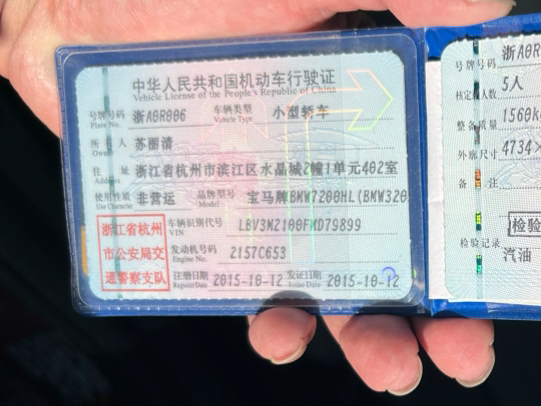 中华人民共和国机动车行驶证
Vehicle License of the People's Republic of China
号牌号码 浙A0R006 车辆类型 小型轿车
Plate No. Vehicle Type
所有人 苏丽清
Owner
住址 浙江省杭州市滨江区水晶城2幢1单元402室
Address
使用性质 非营运 品牌型号 宝马牌BMW7200HL(BMW320
Use Character Model
浙江省杭州
市公安局交
通警察支队
车辆识别代号 LBV3M2100FMD79899
VIN
发动机号码 2157C653
Engine No.
注册日期 2015-10-12 发证日期 2015-10-12
Register Date Issue Date
号牌号码 浙A0R
核定人数 5人
整备质量 1560k
外廓尺寸 4734×
备注
检验
检验记录
汽油